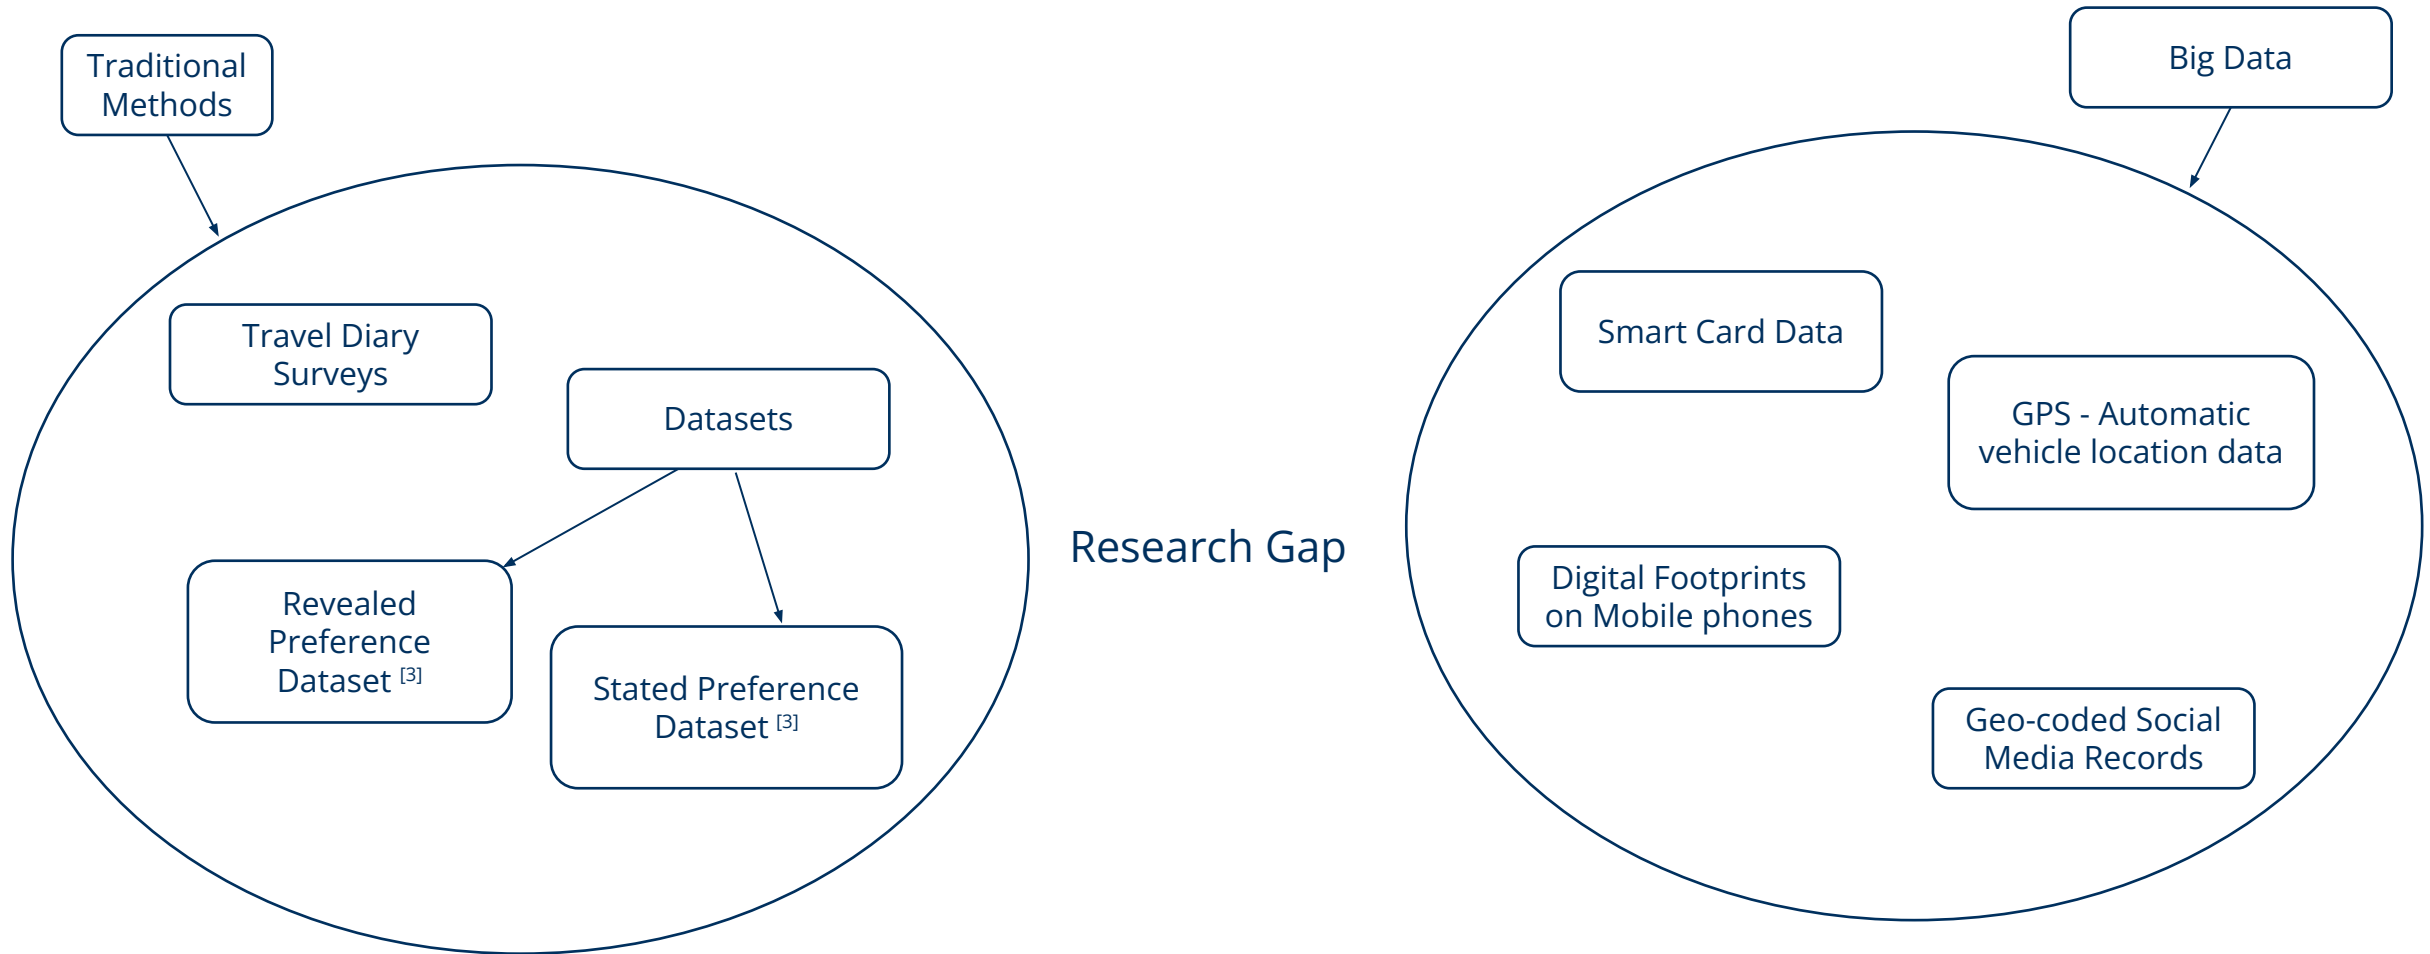 Traditional
Methods
Travel Diary
Surveys
Datasets
Revealed
Preference
Dataset [3]
Stated Preference
Dataset [3]
Research Gap
Big Data
Smart Card Data
GPS - Automatic
vehicle location data
Digital Footprints
on Mobile phones
Geo-coded Social
Media Records